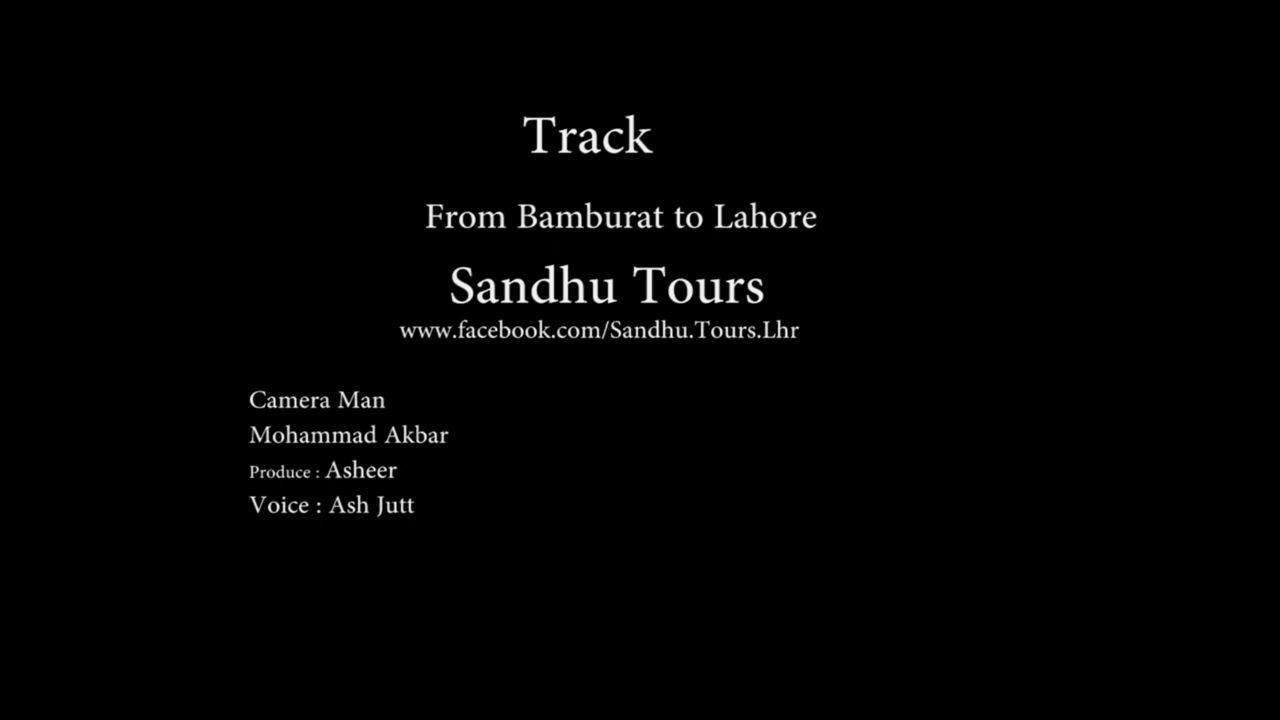 Track
From Bamburat to Lahore
Sandhu Tours
www.facebook.com/Sandhu.Tours.Lhr
Camera Man
Mohammad Akbar
Produce : Asheer
Voice : Ash Jutt